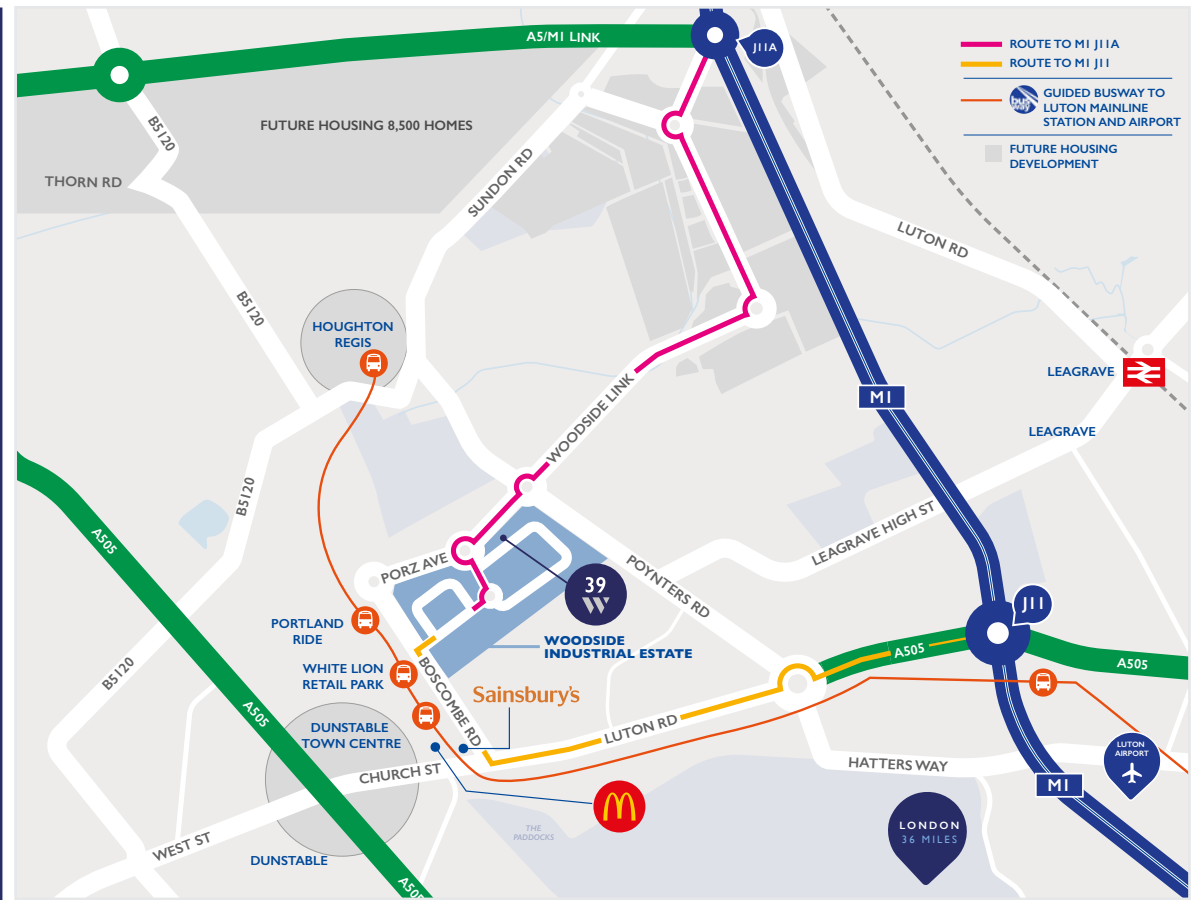 A5/M1 LINK
J11A
ROUTE TO M1 J11A
ROUTE TO M1 J11
bus
way
GUIDED BUSWAY TO
LUTON MAINLINE
STATION AND AIRPORT
FUTURE HOUSING
DEVELOPMENT
B5120
FUTURE HOUSING 8,500 HOMES
THORN RD
SUNDON RD
LUTON RD
B5120
HOUGHTON
REGIS
LEAGRAVE
M1
WOODSIDE LINK
LEAGRAVE
B5120
LEAGRAVE HIGH ST
A505
PORZ AVE
POYNTERS RD
39
W
J11
PORTLAND
RIDE
WOODSIDE
INDUSTRIAL ESTATE
A505
A505
WHITE LION
RETAIL PARK
BOSCOMBE RD
B5120
Sainsbury's
A505
DUNSTABLE
TOWN CENTRE
LUTON RD
CHURCH ST
HATTERS WAY
LUTON
AIRPORT
M1
M
THE
PADDOCKS
LONDON
36 MILES
WEST ST
DUNSTABLE
A505